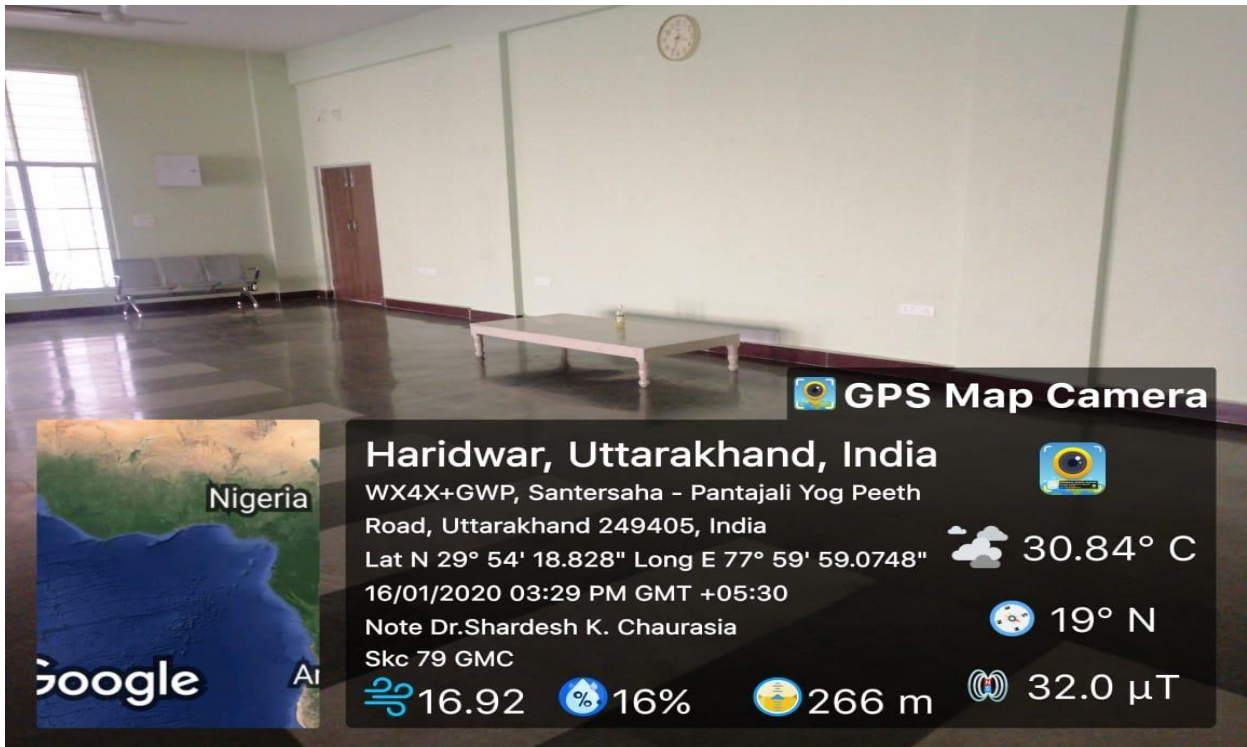 GPS Map Camera
Haridwar, Uttarakhand, India
WX4X+GWP, Santersaha - Pantajali Yog Peeth
Road, Uttarakhand 249405, India
Lat N 29° 54' 18.828" Long E 77° 59' 59.0748"
16/01/2020 03:29 PM GMT +05:30
Note Dr.Shardesh K. Chaurasia
Skc 79 GMC
16.92
16%
266 m
30.84° C
19° N
32.0 µT
Nigeria
Google